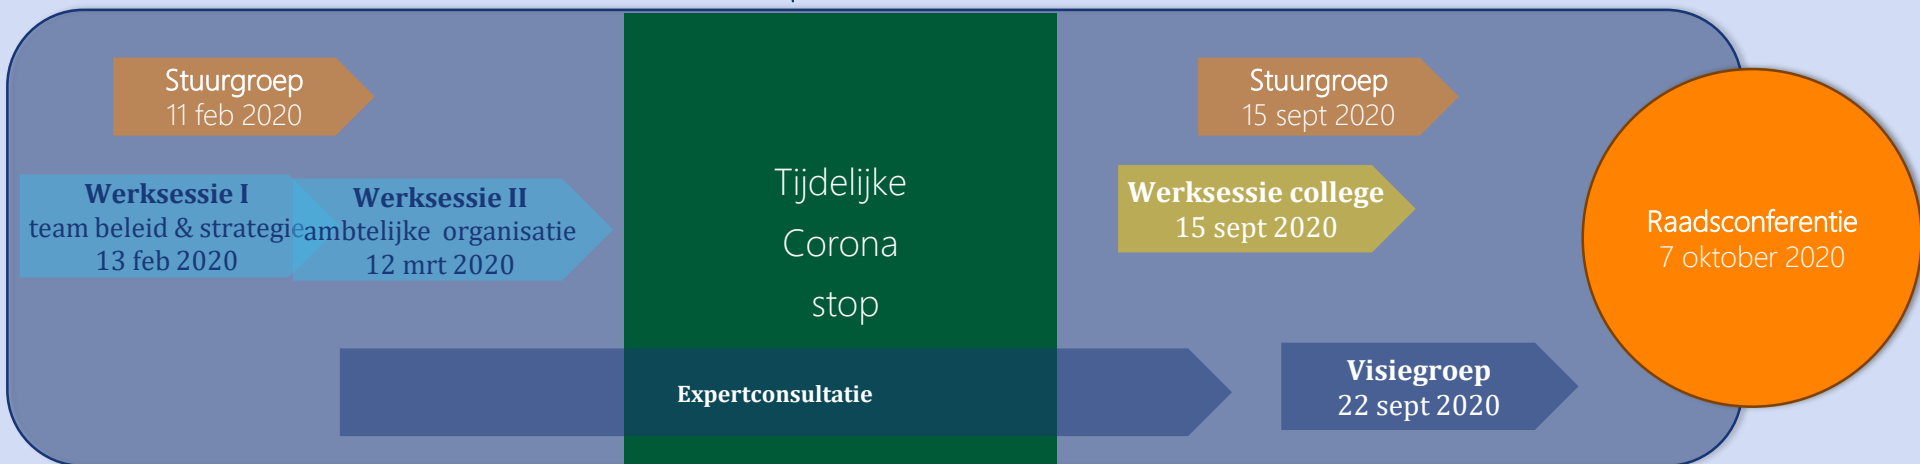 Stuurgroep
11 feb 2020
Werksessie I
team beleid & strategie
13 feb 2020
Werksessie II
ambtelijke organisatie
12 mrt 2020
Tijdelijke
Corona
stop
Expertconsultatie
Stuurgroep
15 sept 2020
Werksessie college
15 sept 2020
Visiegroep
22 sept 2020
Raadsconferentie
7 oktober 2020